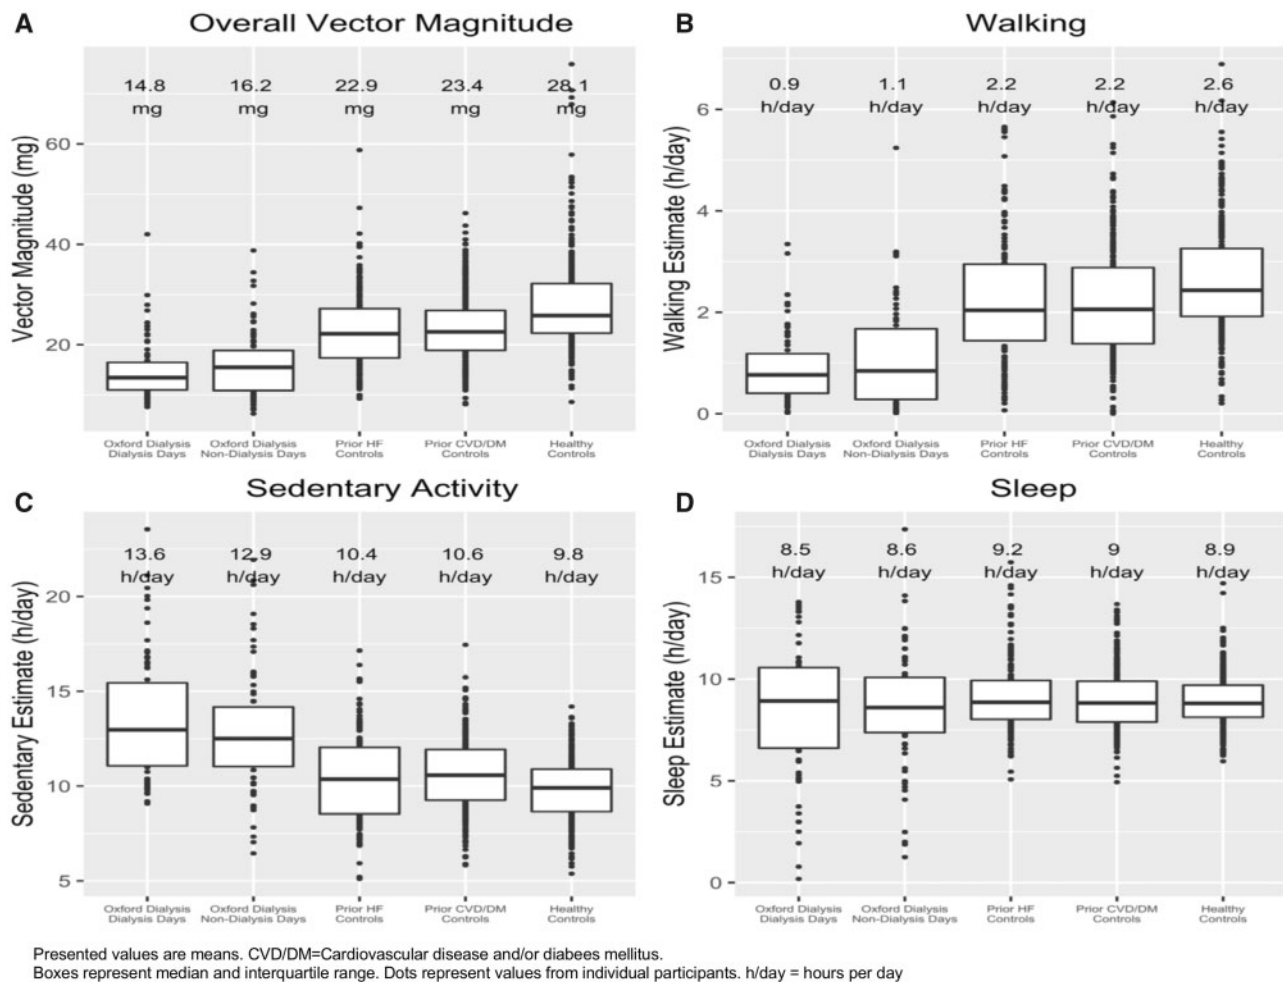 A Overall Vector Magnitude
14.8 16.2 22.9 23.4 28.1
mg mg mg mg mg
Vector Magnitude (mg)
60
40
20
Oxford Dialysis Oxford Dialysis Prior HF Prior CVD/DM Healthy
Dialysis Days Non-Dialysis Days Controls Controls Controls
B Walking
0.9 1.1 2.2 2.2 2.6
h/day h/day h/day h/day h/day
Walking Estimate (h/day)
6
4
2
0
Oxford Dialysis Oxford Dialysis Prior HF Prior CVD/DM Healthy
Dialysis Days Non-Dialysis Days Controls Controls Controls
C Sedentary Activity
13.6 12.9 10.4 10.6 9.8
h/day h/day h/day h/day h/day
Sedentary Estimate (h/day)
20
15
10
5
Oxford Dialysis Oxford Dialysis Prior HF Prior CVD/DM Healthy
Dialysis Days Non-Dialysis Days Controls Controls Controls
D Sleep
8.5 8.6 9.2 9 8.9
h/day h/day h/day h/day h/day
Sleep Estimate (h/day)
15
10
5
0
Oxford Dialysis Oxford Dialysis Prior HF Prior CVD/DM Healthy
Dialysis Days Non-Dialysis Days Controls Controls Controls
Presented values are means. CVD/DM=Cardiovascular disease and/or diabees mellitus.
Boxes represent median and interquartile range. Dots represent values from individual participants. h/day = hours per day